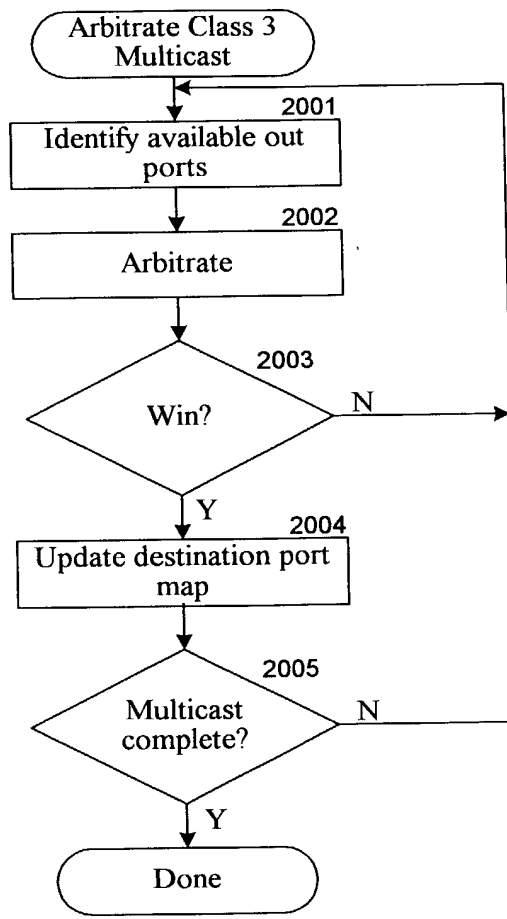 Arbitrate Class 3
Multicast
2001
Identify available out
ports
2002
Arbitrate
2003
Win?
N
Y
2004
Update destination port
map
2005
Multicast
complete?
N
Y
Done